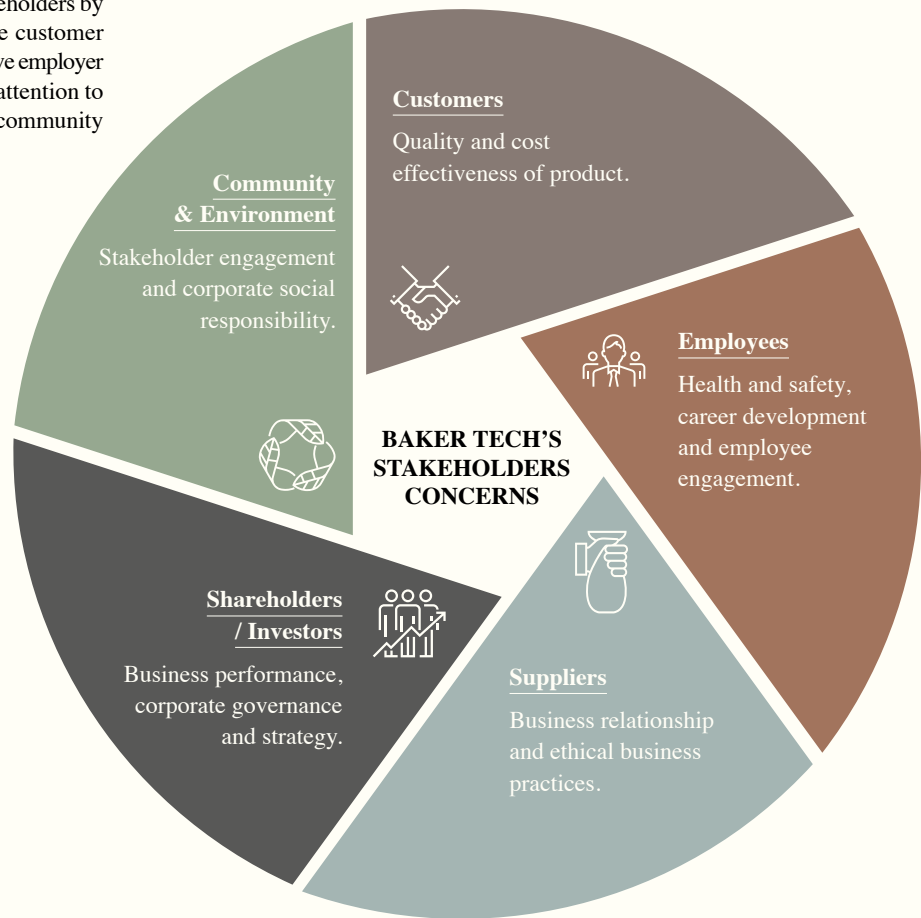 eholders by
e customer
ve employer
attention to
community
Customers
Quality and cost
effectiveness of product.
Community
& Environment
Stakeholder engagement
and corporate social
responsibility.
Employees
Health and safety,
career development
and employee
engagement.
BAKER TECH'S
STAKEHOLDERS
CONCERNS
Shareholders
/ Investors
Business performance,
corporate governance
and strategy.
Suppliers
Business relationship
and ethical business
practices.